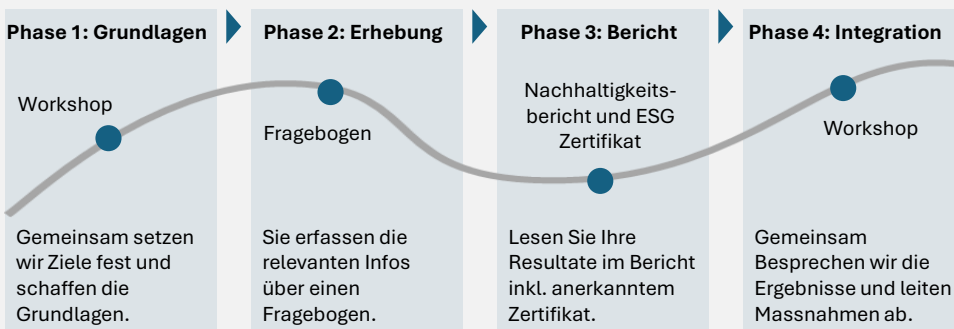 Phase 1: Grundlagen
Workshop
Gemeinsam setzen
wir Ziele fest und
schaffen die
Grundlagen.
Phase 2: Erhebung
Fragebogen
Sie erfassen die
relevanten Infos
über einen
Fragebogen.
Phase 3: Bericht
Nachhaltigkeits-
bericht und ESG
Zertifikat
Lesen Sie Ihre
Resultate im Bericht
inkl. anerkanntem
Zertifikat.
Phase 4: Integration
Workshop
Gemeinsam
Besprechen wir die
Ergebnisse und leiten
Massnahmen ab.